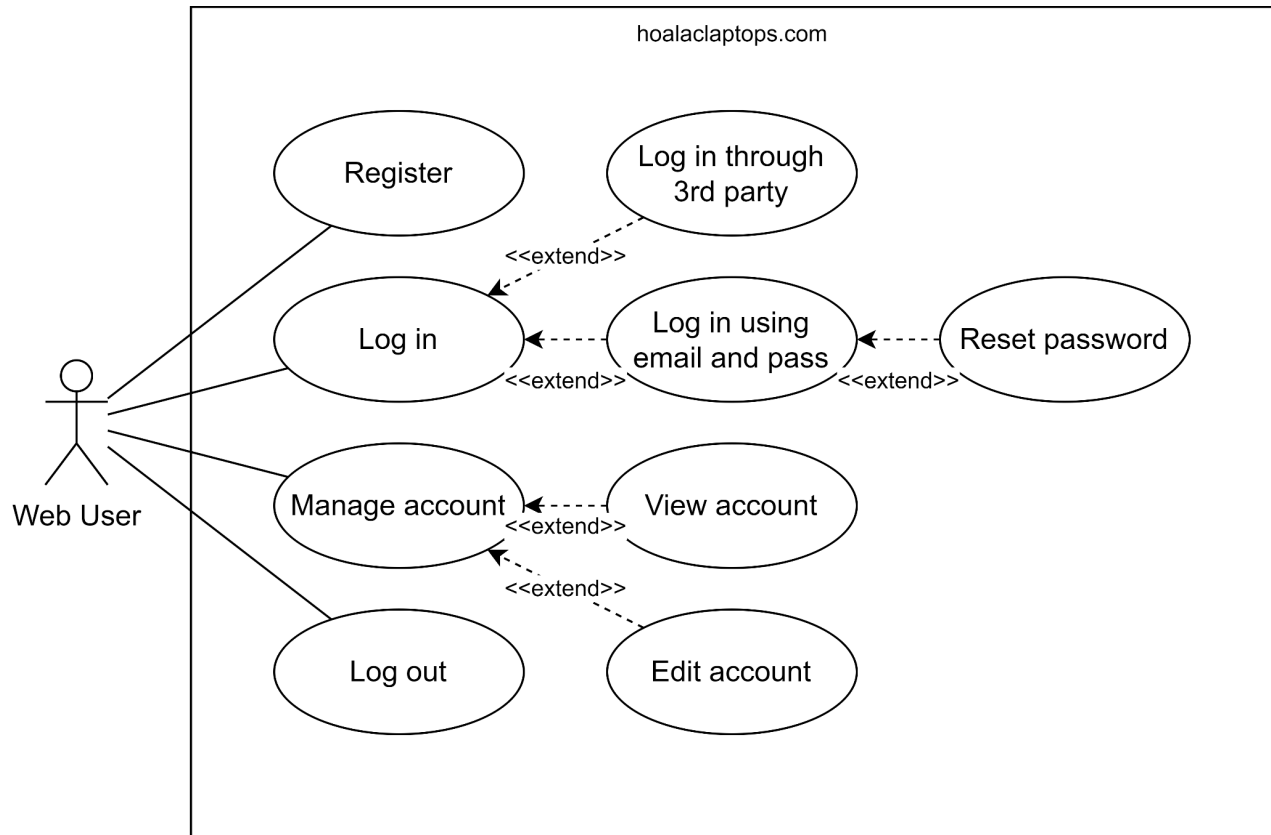 hoalaclaptops.com
Register
Log in through
3rd party
<<extend>>
Log in
Log in using
email and pass
Reset password
<<extend>>
<<extend>>
Web User
Manage account
View account
<<extend>>
<<extend>>
Log out
Edit account